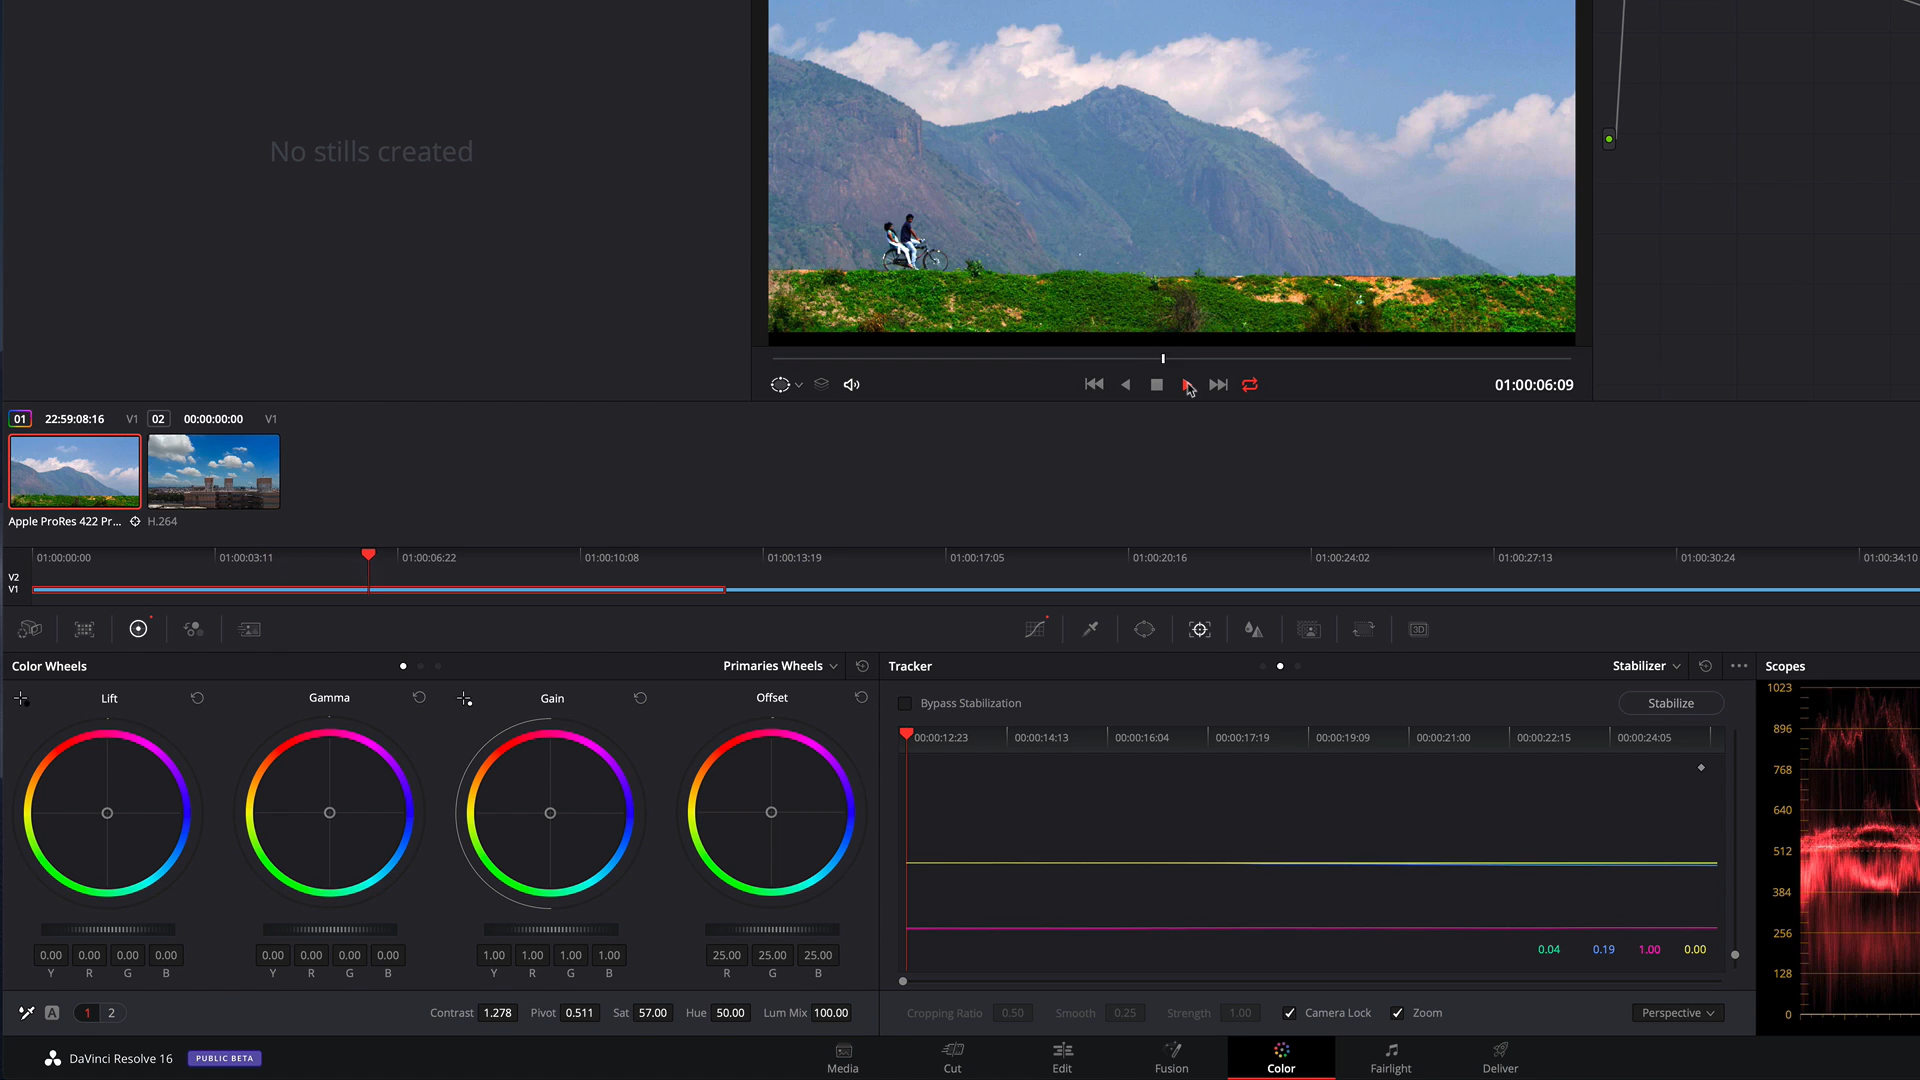 No stills created
01:00:06:09
01 22:59:08:16 V1 02 00:00:00:00 V1
Apple ProRes 422 Pr... H.264
01:00:00:00 01:00:03:11 01:00:06:22 01:00:10:08 01:00:13:19 01:00:17:05 01:00:20:16 01:00:24:02 01:00:27:13 01:00:30:24 01:00:34:10
V2
V1
3D
Color Wheels Primaries Wheels Tracker Stabilizer Scopes
Lift Gamma Gain Offset
Bypass Stabilization Stabilize
00:00:12:23 00:00:14:13 00:00:16:04 00:00:17:19 00:00:19:09 00:00:21:00 00:00:22:15 00:00:24:05
1023
896
768
640
512
384
256
128
0
0.04 0.19 1.00 0.00
0.00 0.00 0.00 0.00 0.00 0.00 0.00 0.00 1.00 1.00 1.00 1.00 25.00 25.00 25.00
Y R G B Y R G B Y R G B R G B
A 1 2 Contrast 1.278 Pivot 0.511 Sat 57.00 Hue 50.00 Lum Mix 100.00
Cropping Ratio 0.50 Smooth 0.25 Strength 1.00 Camera Lock Zoom Perspective
DaVinci Resolve 16 PUBLIC BETA
Media Cut Edit Fusion Color Fairlight Deliver